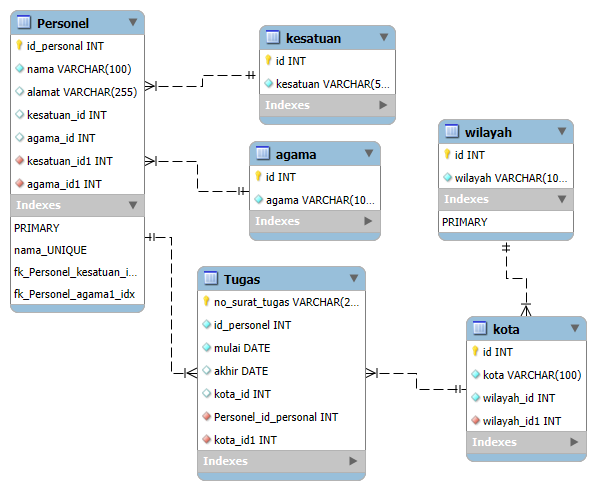 Personel
id_personal INT
nama VARCHAR(100)
alamat VARCHAR(255)
kesatuan_id INT
agama_id INT
kesatuan_id1 INT
agama_id1 INT
Indexes
PRIMARY
nama_UNIQUE
fk_Personel_kesatuan_i...
fk_Personel_agama1_idx
kesatuan
id INT
kesatuan VARCHAR(5...
Indexes
agama
id INT
agama VARCHAR(10...
Indexes
wilayah
id INT
wilayah VARCHAR(10...
Indexes
PRIMARY
Tugas
no_surat_tugas VARCHAR(2...
id_personel INT
mulai DATE
akhir DATE
kota_id INT
Personel_id_personal INT
kota_id1 INT
Indexes
kota
id INT
kota VARCHAR(100)
wilayah_id INT
wilayah_id1 INT
Indexes